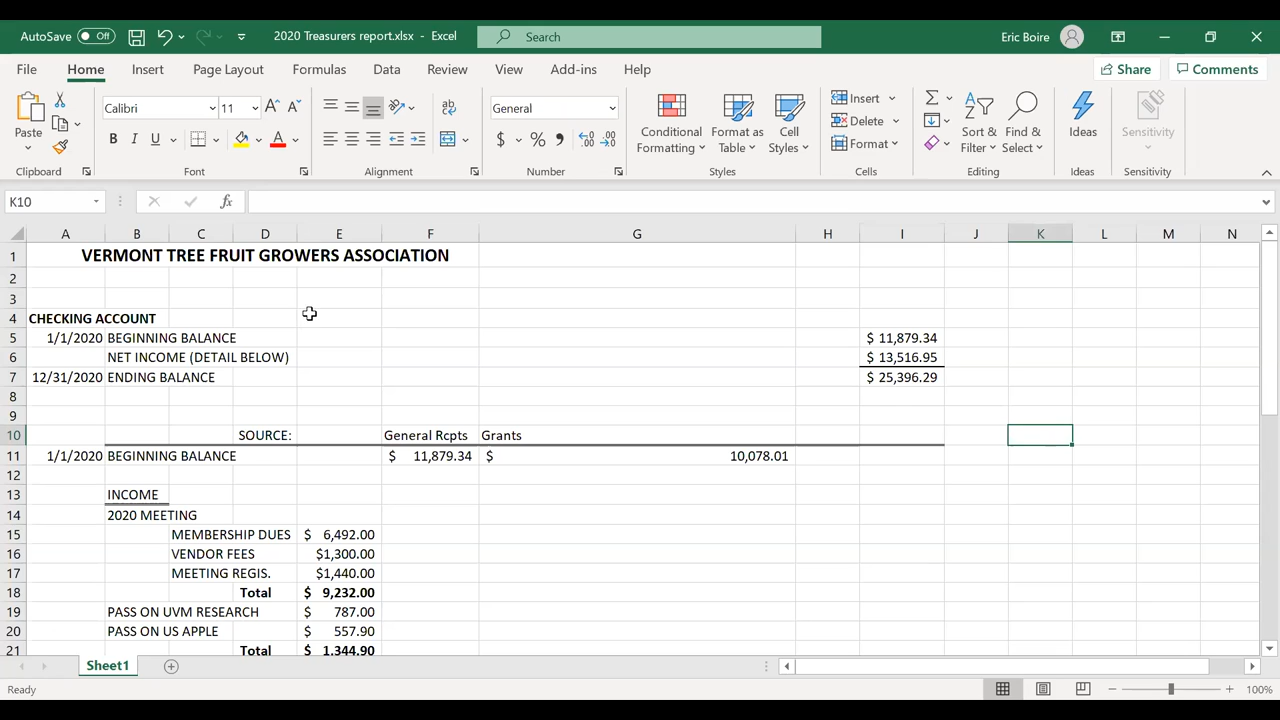 AutoSave Off 2020 Treasurers report.xlsx - Excel Search Eric Boire
File Home Insert Page Layout Formulas Data Review View Add-ins Help Share Comments
Paste Calibri 11 General Conditional Formatting Format as Table Cell Styles Insert Delete Format Sort & Filter Find & Select Ideas Sensitivity
Clipboard Font Alignment Number Styles Cells Editing Ideas Sensitivity
K10 fx
A B C D E F G H I J K L M N
1 VERMONT TREE FRUIT GROWERS ASSOCIATION
2
3
4 CHECKING ACCOUNT
5 1/1/2020 BEGINNING BALANCE $ 11,879.34
6 NET INCOME (DETAIL BELOW) $ 13,516.95
7 12/31/2020 ENDING BALANCE $ 25,396.29
8
9
10 SOURCE: General Rcpts Grants
11 1/1/2020 BEGINNING BALANCE $ 11,879.34 $ 10,078.01
12
13 INCOME
14 2020 MEETING
15 MEMBERSHIP DUES $ 6,492.00
16 VENDOR FEES $1,300.00
17 MEETING REGIS. $1,440.00
18 Total $ 9,232.00
19 PASS ON UVM RESEARCH $ 787.00
20 PASS ON US APPLE $ 557.90
21 Total $ 1,344.90
Sheet1
Ready 100%